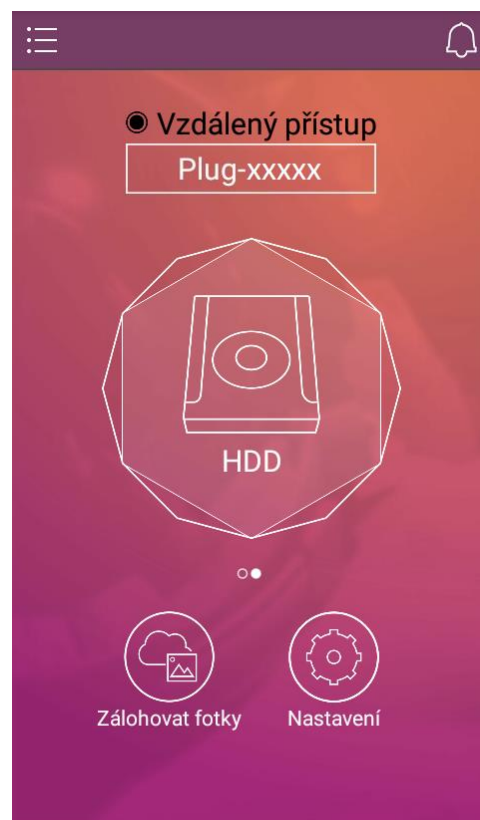 Vzdálený přístup
Plug-xxxxx
HDD
Zálohovat fotky
Nastavení